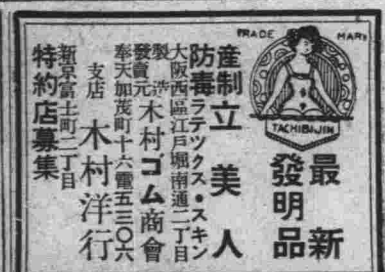 TRADE MARK
TACHIBIJIN
最新
發明品
産制 立美人
防毒 ラテツクス・スキン
大阪西區江戸堀南通二丁目
製造
發賣元 木村ゴム商會
奉天加茂町十六電五三〇六
支店 木村洋行
新京富士町二丁目
特約店募集